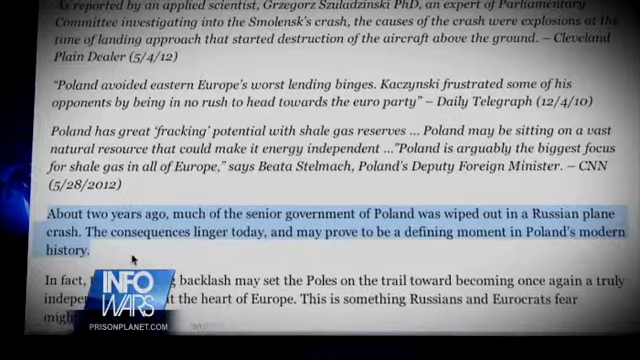 As reported by an applied scientist, Grzegorz Szuladzinski PhD, an expert of Parliamentary
Committee investigating into the Smolensk's crash, the causes of the crash were explosions at the
time of landing approach that started destruction of the aircraft above the ground. – Cleveland
Plain Dealer (5/4/12)
"Poland avoided eastern Europe's worst lending binges. Kaczynski frustrated some of his
opponents by being in no rush to head towards the euro party" – Daily Telegraph (12/4/10)
Poland has great 'fracking' potential with shale gas reserves ... Poland may be sitting on a vast
natural resource that could make it energy independent ..."Poland is arguably the biggest focus
for shale gas in all of Europe," says Beata Stelmach, Poland's Deputy Foreign Minister. – CNN
(5/28/2012)
About two years ago, much of the senior government of Poland was wiped out in a Russian plane
crash. The consequences linger today, and may prove to be a defining moment in Poland's modern
history.
In fact, backlash may set the Poles on the trail toward becoming once again a truly
at the heart of Europe. This is something Russians and Eurocrats fear
INFO
WARS
PRISONPLANET.COM